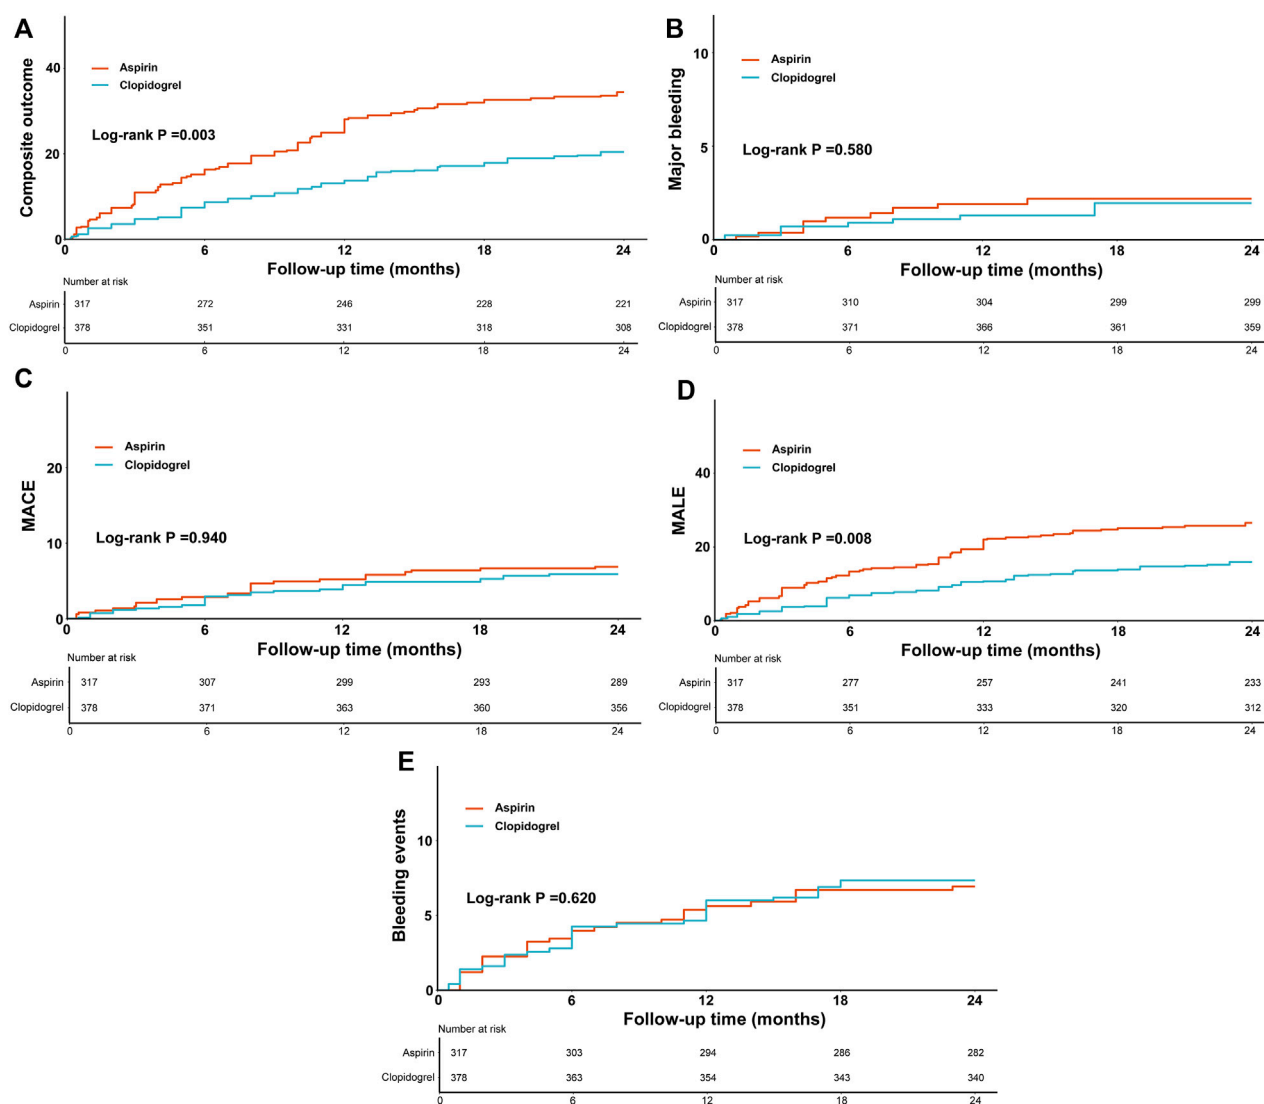 A
Composite outcome
40
20
0
Aspirin
Clopidogrel
Log-rank P =0.003
6 12 18 24
Follow-up time (months)
Number at risk
Aspirin 317 272 246 228 221
Clopidogrel 378 351 331 318 308
0 6 12 18 24
B
Major bleeding
10
5
0
Aspirin
Clopidogrel
Log-rank P =0.580
0 6 12 18 24
Follow-up time (months)
Number at risk
Aspirin 317 310 304 299 299
Clopidogrel 378 371 366 361 359
0 6 12 18 24
C
MACE
20
10
0
Aspirin
Clopidogrel
Log-rank P =0.940
0 6 12 18 24
Follow-up time (months)
Number at risk
Aspirin 317 307 299 293 289
Clopidogrel 378 371 363 360 356
0 6 12 18 24
D
MALE
40
20
0
Aspirin
Clopidogrel
Log-rank P =0.008
0 6 12 18 24
Follow-up time (months)
Number at risk
Aspirin 317 277 257 241 233
Clopidogrel 378 351 333 320 312
0 6 12 18 24
E
Bleeding events
10
5
0
Aspirin
Clopidogrel
Log-rank P =0.620
0 6 12 18 24
Follow-up time (months)
Number at risk
Aspirin 317 303 294 286 282
Clopidogrel 378 363 354 343 340
0 6 12 18 24